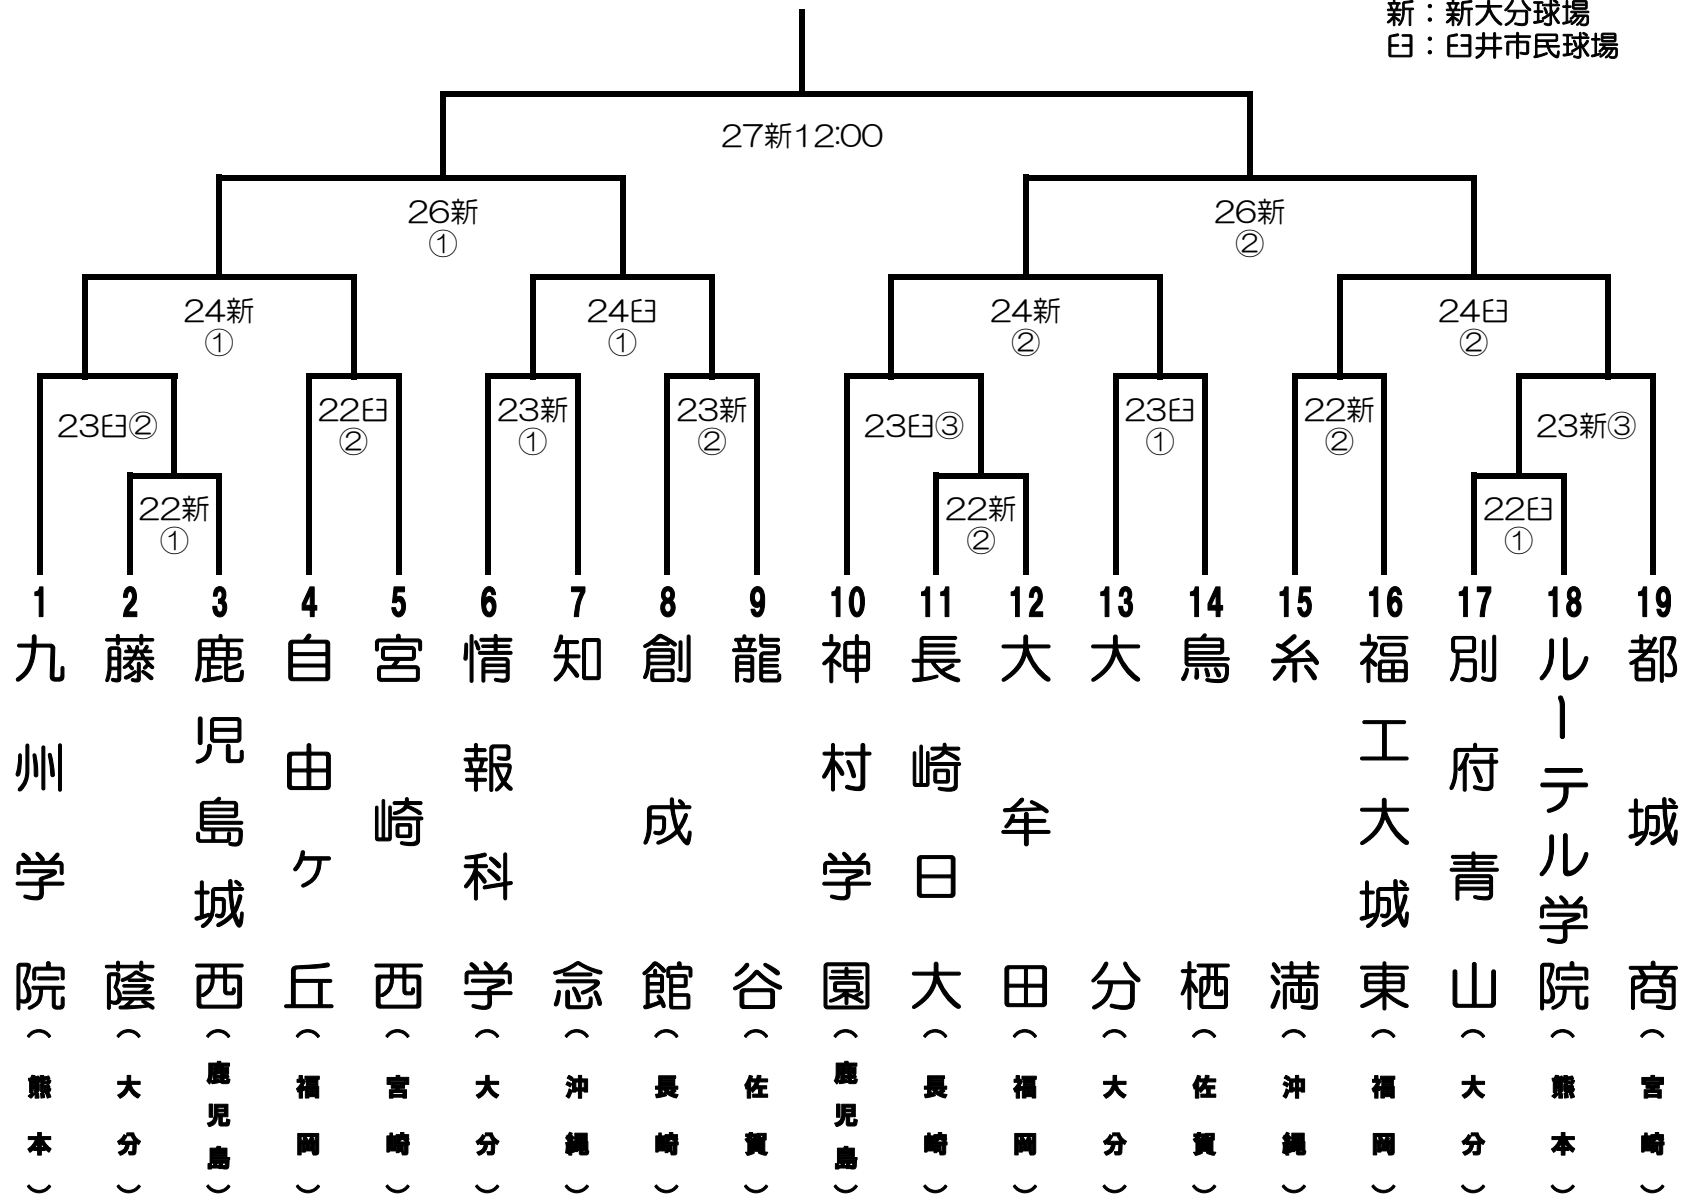 新：新大分球場
臼：臼井市民球場
27新12:00
26新
①
26新
②
24新
①
24臼
①
24新
②
24臼
②
23臼②
22臼
②
23新
①
23新
②
23臼③
23臼
①
22新
②
23新③
22新
①
22新
②
22臼
①
1
2
3
4
5
6
7
8
9
10
11
12
13
14
15
16
17
18
19
九州学院（熊本）
藤蔭（大分）
鹿児島城西（鹿児島）
自由ケ丘（福岡）
宮崎西（宮崎）
情報科学（大分）
知念（沖縄）
創成館（長崎）
龍谷（佐賀）
神村学園（鹿児島）
長崎日大（長崎）
大牟田（福岡）
大分（大分）
鳥栖（佐賀）
糸満（沖縄）
福工大城東（福岡）
別府青山（大分）
ルーテル学院（熊本）
都城商（宮崎）